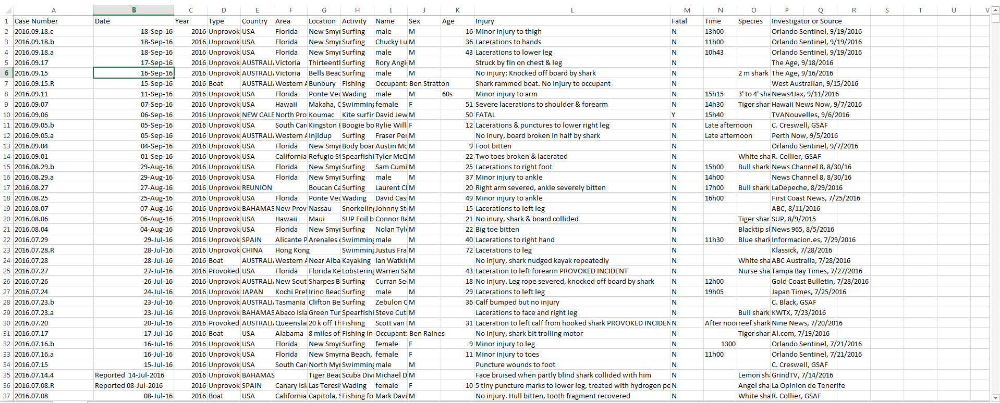 A B C D E F G H I J K L M N O P Q R S T U V
1 Case Number Date Year Type Country Area Location Activity Name Sex Age Injury Fatal Time Species Investigator or Source
2 2016.09.18.c 18-Sep-16 2016 Unprovok USA Florida New Smyr Surfing male M 16 Minor injury to thigh N 13h00 Orlando Sentinel, 9/19/2016
3 2016.09.18.b 18-Sep-16 2016 Unprovok USA Florida New Smyr Surfing Chucky Lu M 36 Lacerations to hands N 11h00 Orlando Sentinel, 9/19/2016
4 2016.09.18.a 18-Sep-16 2016 Unprovok USA Florida New Smyr Surfing male M 43 Lacerations to lower leg N 10h43 Orlando Sentinel, 9/19/2016
5 2016.09.17 17-Sep-16 2016 Unprovok AUSTRALI Victoria Thirteent Surfing Rory Angi M Struck by fin on chest & leg N The Age, 9/18/2016
6 2016.09.15 16-Sep-16 2016 Unprovok AUSTRALI Victoria Bells Beac Surfing male M No injury: Knocked off board by shark N 2 m shark The Age, 9/16/2016
7 2016.09.15.R 15-Sep-16 2016 Boat AUSTRALI Western A Bunbury Fishing Occupant: Ben Stratton Shark rammed boat. No injury to occupant N West Australian, 9/15/2016
8 2016.09.11 11-Sep-16 2016 Unprovok USA Florida Ponte Ved Wading male M 60s Minor injury to arm N 15h15 3' to 4' sha News4Jax, 9/11/2016
9 2016.09.07 07-Sep-16 2016 Unprovok USA Hawaii Makaha, C Swimming female F 51 Severe lacerations to shoulder & forearm N 14h30 Tiger shar Hawaii News Now, 9/7/2016
10 2016.09.06 06-Sep-16 2016 Unprovok NEW CALE North Pro Koumac Kite surfir David Jew M 50 FATAL Y 15h40 TVANouvelles, 9/6/2016
11 2016.09.05.b 05-Sep-16 2016 Unprovok USA South Car Kingston P Boogie bo Rylie Willi F 12 Lacerations & punctures to lower right leg N Late afternoon C. Creswell, GSAF
12 2016.09.05.a 05-Sep-16 2016 Unprovok AUSTRALI Western A Injidup Surfing Fraser Per M No inury, board broken in half by shark N Late afternoon Perth Now, 9/5/2016
13 2016.09.04 04-Sep-16 2016 Unprovok USA Florida New Smyr Body boar Austin Mc M 9 Foot bitten N Orlando Sentinel, 9/7/2016
14 2016.09.01 01-Sep-16 2016 Unprovok USA California Refugio St Spearfishi Tyler McQ M 22 Two toes broken & lacerated N White sha R. Collier, GSAF
15 2016.08.29.b 29-Aug-16 2016 Unprovok USA Florida New Smyr Surfing Sam Cumi M 25 Lacerations to right foot N 15h00 Bull shark News Channel 8, 8/30/16
16 2016.08.29.a 29-Aug-16 2016 Unprovok USA Florida New Smyr Surfing male M 37 Minor injury to ankle N 14h00 News Channel 8, 8/30/16
17 2016.08.27 27-Aug-16 2016 Unprovok REUNION Boucan Ca Surfing Laurent Cl M 20 Right arm severed, ankle severely bitten N 17h00 Bull shark LaDepeche, 8/29/2016
18 2016.08.25 25-Aug-16 2016 Unprovok USA Florida Ponte Ved Wading David Cas M 49 Minor injury to ankle N 16h00 First Coast News, 7/25/2016
19 2016.08.07 07-Aug-16 2016 Unprovok BAHAMAS New Prov Nassau Snorkeling Johnny St M 15 Lacerations to left leg N ABC, 8/11/2016
20 2016.08.06 06-Aug-16 2016 Unprovok USA Hawaii Maui SUP Foil b Connor Ba M 21 No inury, shark & board collided N Tiger shar SUP, 8/9/2015
21 2016.08.04 04-Aug-16 2016 Unprovok USA Florida New Smyr Surfing Nolan Tyl M 22 Big toe bitten N Blacktip sl News 965, 8/5/2016
22 2016.07.29 29-Jul-16 2016 Unprovok SPAIN Alicante P Arenales Swimming male M 40 Lacerations to right hand N 11h30 Blue shark Informacion.es, 7/29/2016
23 2016.07.28.R 28-Jul-16 2016 Unprovok CHINA Hong Kong Swimming Justus Fra M 72 Lacerations to leg N Klassick, 7/28/2016
24 2016.07.28 28-Jul-16 2016 Boat AUSTRALI Western A Near Alba Kayaking Ian Watkir M No injury, shark nudged kayak repeatedly N White sha ABC Australia, 7/28/2016
25 2016.07.27 27-Jul-16 2016 Provoked USA Florida Florida Ke Lobstering Warren Sa M 43 Laceration to left forearm PROVOKED INCIDENT N Nurse sha Tampa Bay Times, 7/27/2016
26 2016.07.26 26-Jul-16 2016 Unprovok AUSTRALI New Sout Sharpes B Surfing Curran Se M 18 No injury. Leg rope severed, knocked off board by shark N 12h00 Gold Coast Bulletin, 7/28/2016
27 2016.07.24 24-Jul-16 2016 Unprovok JAPAN Kochi Pref Irino Beac Surfing male M 29 Lacerations to left leg N 19h05 Japan Times, 7/25/2016
28 2016.07.23.b 23-Jul-16 2016 Unprovok AUSTRALI Tasmania Clifton Be Surfing Zebulon C M 36 Calf bumped but no injury N C. Black, GSAF
29 2016.07.23.a 23-Jul-16 2016 Unprovok BAHAMAS Abaco Isla Green Tur Spearfishi Steve Cutl M Lacerations to face and right leg N Bull shark KWTX, 7/23/2016
30 2016.07.20 20-Jul-16 2016 Provoked AUSTRALI Queenslar 20 k off Th Fishing Scott van M 31 Laceration to left calf from hooked shark PROVOKED INCIDEN N After noo reef shark Nine News, 7/20/2016
31 2016.07.17 17-Jul-16 2016 Boat USA Alabama 8 miles of Fishing in Occupant: Ben Raines No injury, shark bit trolling motor N Tiger shar Al.com, 7/19/2016
32 2016.07.16.b 16-Jul-16 2016 Unprovok USA Florida New Smyr Surfing female F 9 Minor injury to leg N 1300 Orlando Sentinel, 7/21/2016
33 2016.07.16.a 16-Jul-16 2016 Unprovok USA Florida New Smyrna Beach, female F 11 Minor injury to toes N 11h00 Orlando Sentinel, 7/21/2016
34 2016.07.15 15-Jul-16 2016 Unprovok USA South Car North Myr Swimming male M Puncture wounds to foot N C. Creswell, GSAF
35 2016.07.14.4 Reported 14-Jul-2016 2016 Unprovok BAHAMAS Tiger Beac Scuba Divi Michael D M Face bruised when partly blind shark collided with him N Lemon sh GrindTV, 7/14/2016
36 2016.07.08.R Reported 08-Jul-2016 2016 Unprovok SPAIN Canary Isl Las Teresi Wading female F 10 5 tiny puncture marks to lower leg, treated with hydrogen pe N Angel sha La Opinion de Tenerife
37 2016.07.08 08-Jul-16 2016 Boat USA California Capitola, Fishing fo Mark Davi M No injury. Hull bitten, tooth fragment recovered N White sha R. Collier, GSAF